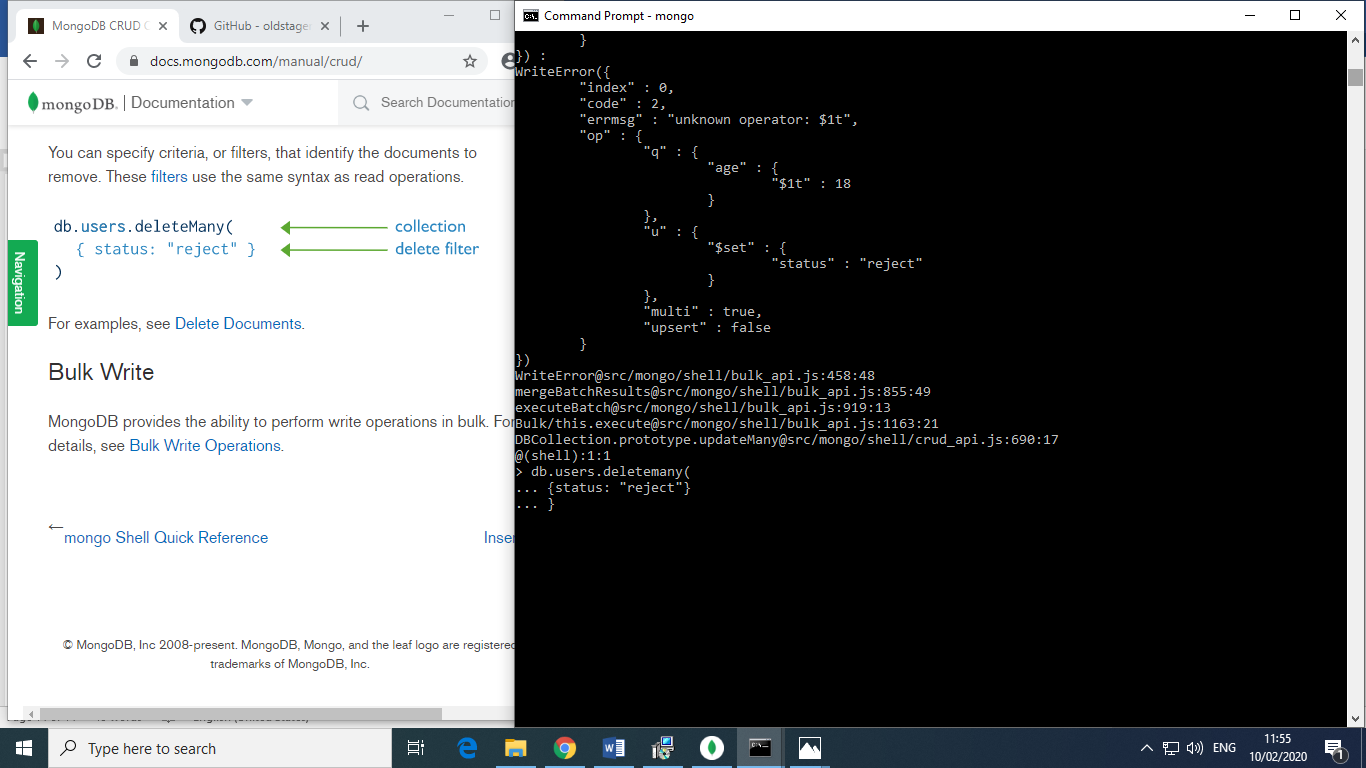 MongoDB CRUD
GitHub - oldstage
Command Prompt - mongo
docs.mongodb.com/manual/crud/
mongoDB. | Documentation
Search Documentation
You can specify criteria, or filters, that identify the documents to
remove. These filters use the same syntax as read operations.
db.users.deleteMany(
collection
{ status: "reject" }
delete filter
)
Navigation
For examples, see Delete Documents.
Bulk Write
MongoDB provides the ability to perform write operations in bulk. For
details, see Bulk Write Operations.
←
mongo Shell Quick Reference
Inser
© MongoDB, Inc 2008-present. MongoDB, Mongo, and the leaf logo are registered
trademarks of MongoDB, Inc.
}
}) :
WriteError({
"index" : 0,
"code" : 2,
"errmsg" : "unknown operator: $1t",
"op" : {
"q" : {
"age" : {
"$1t" : 18
}
},
"u" : {
"$set" : {
"status" : "reject"
}
},
"multi" : true,
"upsert" : false
}
})
WriteError@src/mongo/shell/bulk_api.js:458:48
mergeBatchResults@src/mongo/shell/bulk_api.js:855:49
executeBatch@src/mongo/shell/bulk_api.js:919:13
Bulk/this.execute@src/mongo/shell/bulk_api.js:1163:21
DBCollection.prototype.updateMany@src/mongo/shell/crud_api.js:690:17
@(shell):1:1
> db.users.deletemany(
... {status: "reject"}
... }
Type here to search
ENG
11:55
10/02/2020
1